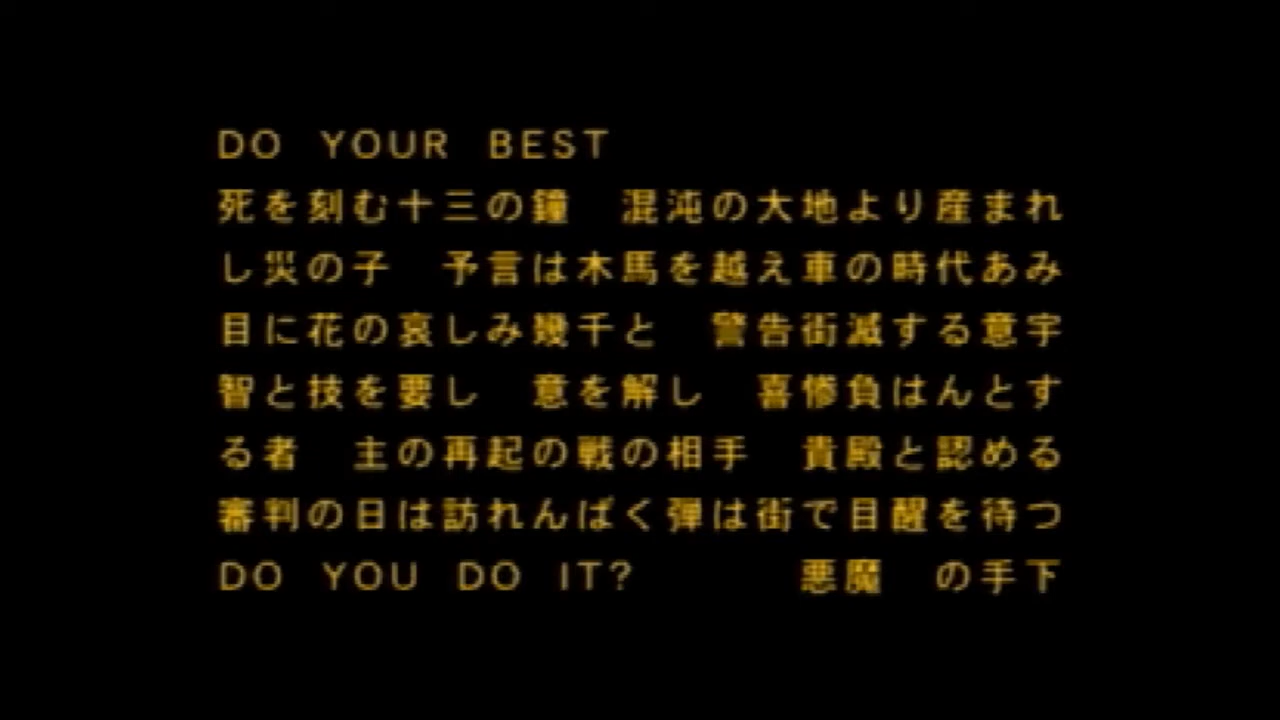 DO YOUR BEST
死を刻む十三の鐘　混沌の大地より産まれ
し災の子　予言は木馬を越え車の時代あみ
目に花の哀しみ幾千と　警告街滅する意宇
智と技を要し　意を解し　喜惨負はんとす
る者　主の再起の戦の相手　貴殿と認める
審判の日は訪れんばく弾は街で目醒を待つ
DO YOU DO IT?　悪魔　の手下